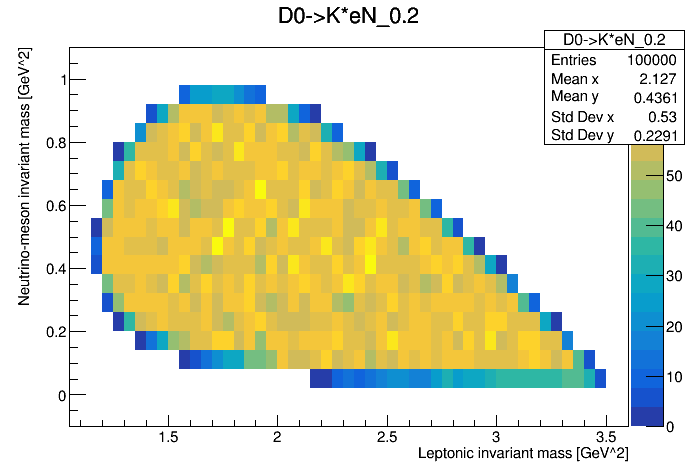 D0->K*eN_0.2
D0->K*eN_0.2
Entries 100000
Mean x 2.127
Mean y 0.4361
Std Dev x 0.53
Std Dev y 0.2291
Neutrino-meson invariant mass [GeV^2]
1
0.8
0.6
0.4
0.2
0
50
40
30
20
10
0
1.5 2 2.5 3 3.5
Leptonic invariant mass [GeV^2]